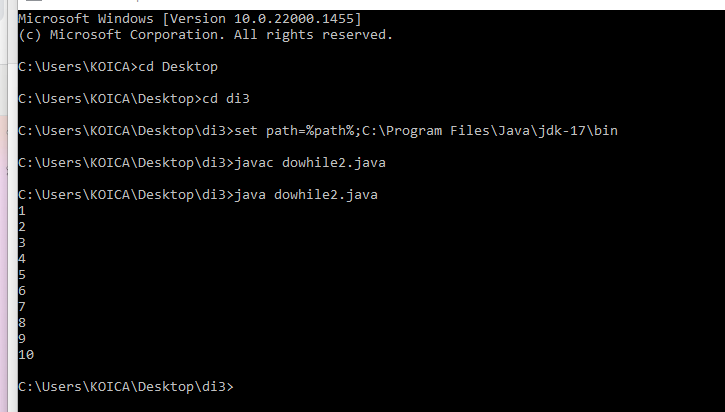 Microsoft Windows [Version 10.0.22000.1455]
(c) Microsoft Corporation. All rights reserved.
C:\Users\KOICA>cd Desktop
C:\Users\KOICA\Desktop>cd di3
C:\Users\KOICA\Desktop\di3>set path=%path%;C:\Program Files\Java\jdk-17\bin
C:\Users\KOICA\Desktop\di3>javac dowhile2.java
C:\Users\KOICA\Desktop\di3>java dowhile2.java
1
2
3
4
5
6
7
8
9
10
C:\Users\KOICA\Desktop\di3>